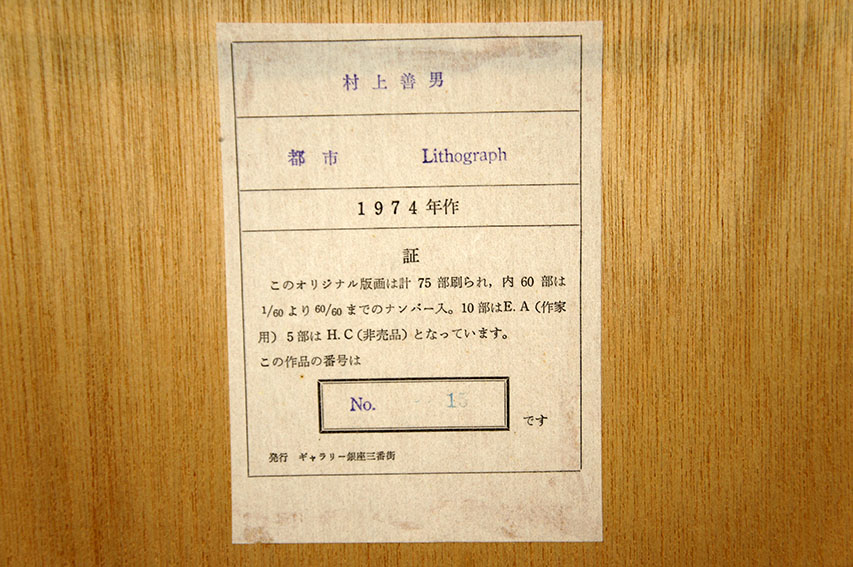 村上善男
都市 Lithograph
1974年作
証
このオリジナル版画は計 75 部刷られ，内 60 部は
1/60 より 60/60 までのナンバー入。10 部はE. A（作家
用）5 部は H. C（非売品）となっています。
この作品の番号は
No. 15
です
発行 ギャラリー銀座三番街